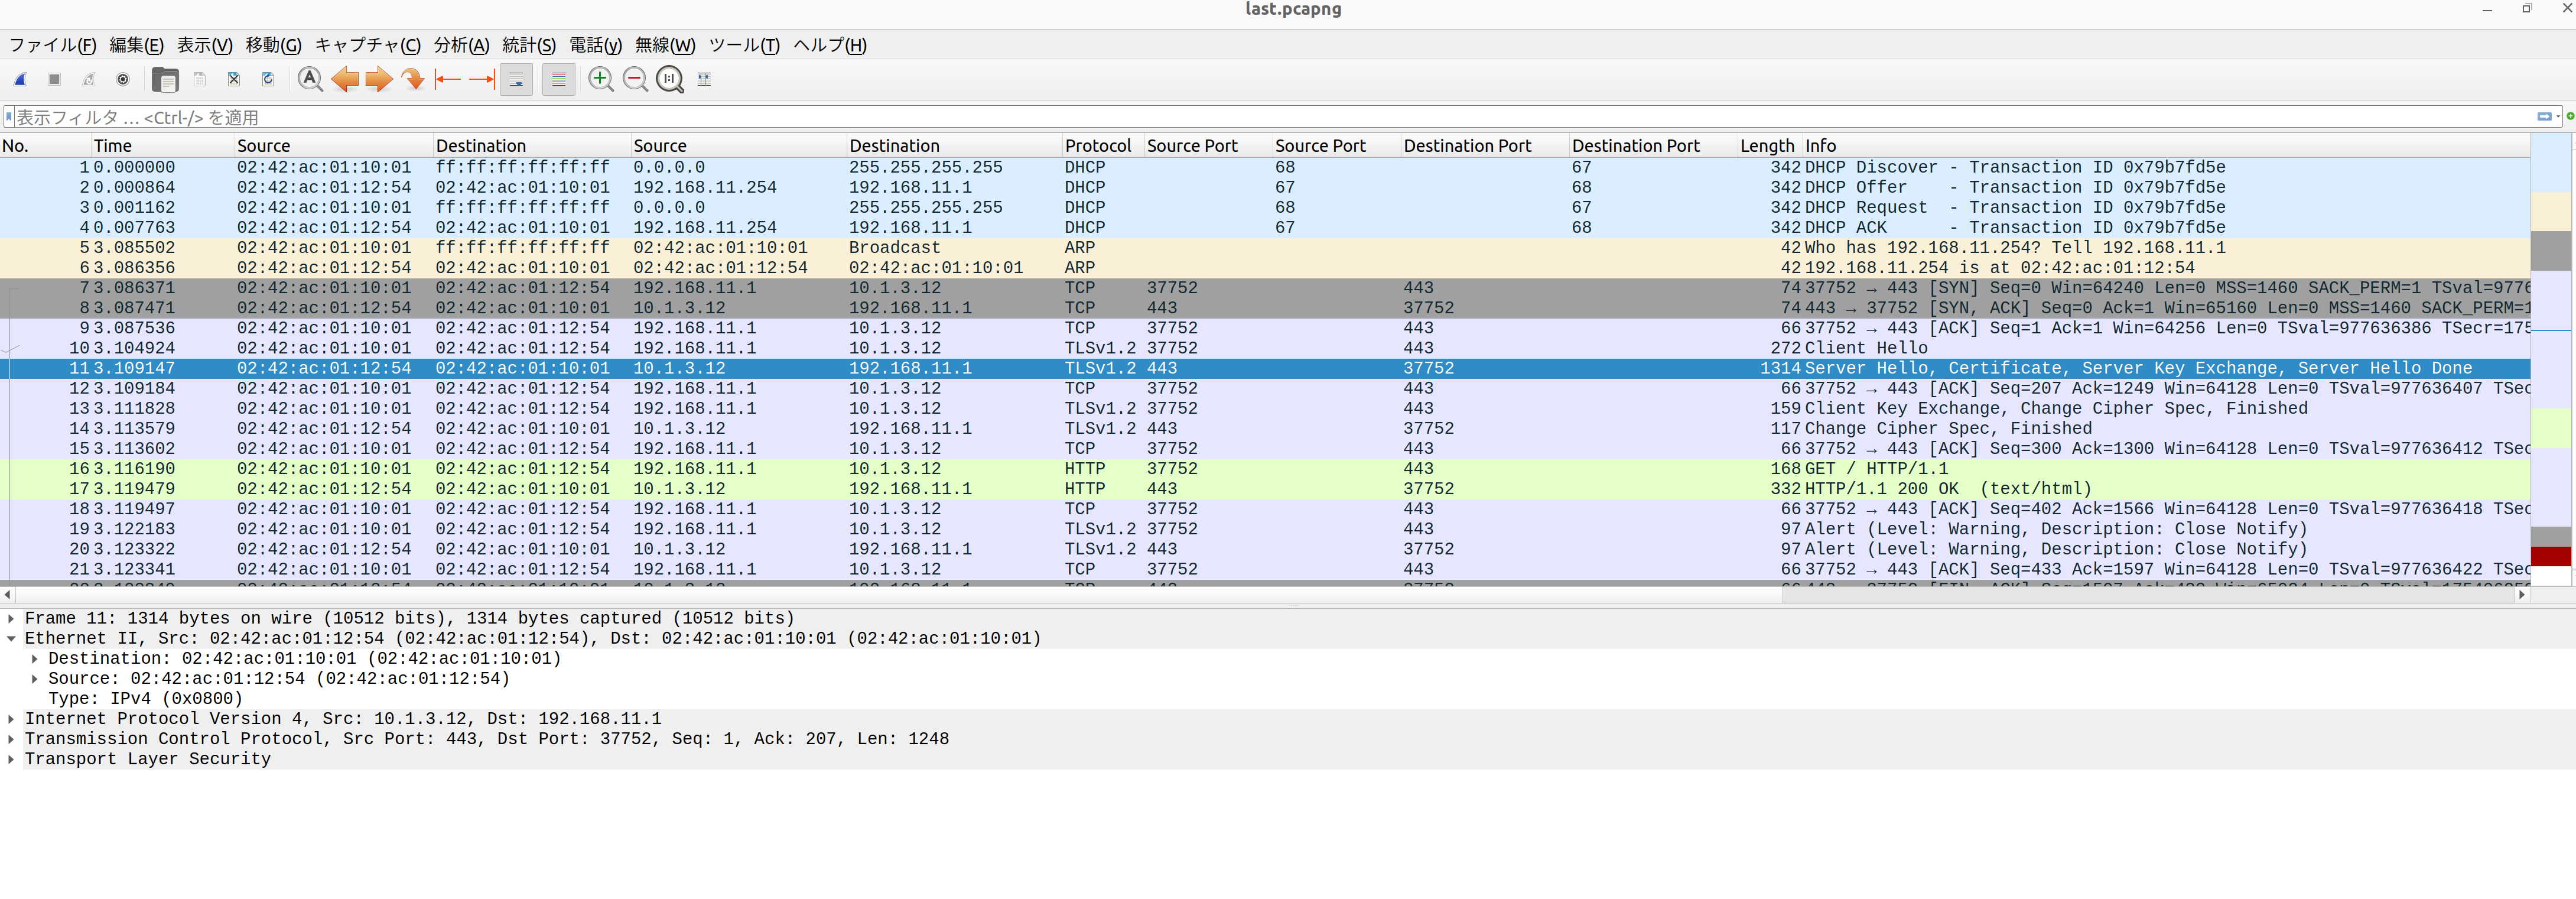 last.pcapng
ファイル(F) 編集(E) 表示(V) 移動(G) キャプチャ(C) 分析(A) 統計(S) 電話(y) 無線(W) ツール(T) ヘルプ(H)
表示フィルタ … <Ctrl-/> を適用
No. Time Source Destination Source Destination Protocol Source Port Source Port Destination Port Destination Port Length Info
1 0.000000 02:42:ac:01:10:01 ff:ff:ff:ff:ff:ff 0.0.0.0 255.255.255.255 DHCP 68 67 342 DHCP Discover - Transaction ID 0x79b7fd5e
2 0.000864 02:42:ac:01:12:54 02:42:ac:01:10:01 192.168.11.254 192.168.11.1 DHCP 67 68 342 DHCP Offer - Transaction ID 0x79b7fd5e
3 0.001162 02:42:ac:01:10:01 ff:ff:ff:ff:ff:ff 0.0.0.0 255.255.255.255 DHCP 68 67 342 DHCP Request - Transaction ID 0x79b7fd5e
4 0.007763 02:42:ac:01:12:54 02:42:ac:01:10:01 192.168.11.254 192.168.11.1 DHCP 67 68 342 DHCP ACK - Transaction ID 0x79b7fd5e
5 3.085502 02:42:ac:01:10:01 ff:ff:ff:ff:ff:ff 02:42:ac:01:10:01 Broadcast ARP 42 Who has 192.168.11.254? Tell 192.168.11.1
6 3.086356 02:42:ac:01:12:54 02:42:ac:01:10:01 02:42:ac:01:12:54 02:42:ac:01:10:01 ARP 42 192.168.11.254 is at 02:42:ac:01:12:54
7 3.086371 02:42:ac:01:10:01 02:42:ac:01:12:54 192.168.11.1 10.1.3.12 TCP 37752 443 74 37752 → 443 [SYN] Seq=0 Win=64240 Len=0 MSS=1460 SACK_PERM=1 TSval=9776
8 3.087471 02:42:ac:01:12:54 02:42:ac:01:10:01 10.1.3.12 192.168.11.1 TCP 443 37752 74 443 → 37752 [SYN, ACK] Seq=0 Ack=1 Win=65160 Len=0 MSS=1460 SACK_PERM=1
9 3.087536 02:42:ac:01:10:01 02:42:ac:01:12:54 192.168.11.1 10.1.3.12 TCP 37752 443 66 37752 → 443 [ACK] Seq=1 Ack=1 Win=64256 Len=0 TSval=977636386 TSecr=175
10 3.104924 02:42:ac:01:10:01 02:42:ac:01:12:54 192.168.11.1 10.1.3.12 TLSv1.2 37752 443 272 Client Hello
11 3.109147 02:42:ac:01:12:54 02:42:ac:01:10:01 10.1.3.12 192.168.11.1 TLSv1.2 443 37752 1314 Server Hello, Certificate, Server Key Exchange, Server Hello Done
12 3.109184 02:42:ac:01:10:01 02:42:ac:01:12:54 192.168.11.1 10.1.3.12 TCP 37752 443 66 37752 → 443 [ACK] Seq=207 Ack=1249 Win=64128 Len=0 TSval=977636407 TSec
13 3.111828 02:42:ac:01:10:01 02:42:ac:01:12:54 192.168.11.1 10.1.3.12 TLSv1.2 37752 443 159 Client Key Exchange, Change Cipher Spec, Finished
14 3.113579 02:42:ac:01:12:54 02:42:ac:01:10:01 10.1.3.12 192.168.11.1 TLSv1.2 443 37752 117 Change Cipher Spec, Finished
15 3.113602 02:42:ac:01:10:01 02:42:ac:01:12:54 192.168.11.1 10.1.3.12 TCP 37752 443 66 37752 → 443 [ACK] Seq=300 Ack=1300 Win=64128 Len=0 TSval=977636412 TSec
16 3.116190 02:42:ac:01:10:01 02:42:ac:01:12:54 192.168.11.1 10.1.3.12 HTTP 37752 443 168 GET / HTTP/1.1
17 3.119479 02:42:ac:01:12:54 02:42:ac:01:10:01 10.1.3.12 192.168.11.1 HTTP 443 37752 332 HTTP/1.1 200 OK (text/html)
18 3.119497 02:42:ac:01:10:01 02:42:ac:01:12:54 192.168.11.1 10.1.3.12 TCP 37752 443 66 37752 → 443 [ACK] Seq=402 Ack=1566 Win=64128 Len=0 TSval=977636418 TSec
19 3.122183 02:42:ac:01:10:01 02:42:ac:01:12:54 192.168.11.1 10.1.3.12 TLSv1.2 37752 443 97 Alert (Level: Warning, Description: Close Notify)
20 3.123322 02:42:ac:01:12:54 02:42:ac:01:10:01 10.1.3.12 192.168.11.1 TLSv1.2 443 37752 97 Alert (Level: Warning, Description: Close Notify)
21 3.123341 02:42:ac:01:10:01 02:42:ac:01:12:54 192.168.11.1 10.1.3.12 TCP 37752 443 66 37752 → 443 [ACK] Seq=433 Ack=1597 Win=64128 Len=0 TSval=977636422 TSec
Frame 11: 1314 bytes on wire (10512 bits), 1314 bytes captured (10512 bits)
Ethernet II, Src: 02:42:ac:01:12:54 (02:42:ac:01:12:54), Dst: 02:42:ac:01:10:01 (02:42:ac:01:10:01)
Destination: 02:42:ac:01:10:01 (02:42:ac:01:10:01)
Source: 02:42:ac:01:12:54 (02:42:ac:01:12:54)
Type: IPv4 (0x0800)
Internet Protocol Version 4, Src: 10.1.3.12, Dst: 192.168.11.1
Transmission Control Protocol, Src Port: 443, Dst Port: 37752, Seq: 1, Ack: 207, Len: 1248
Transport Layer Security